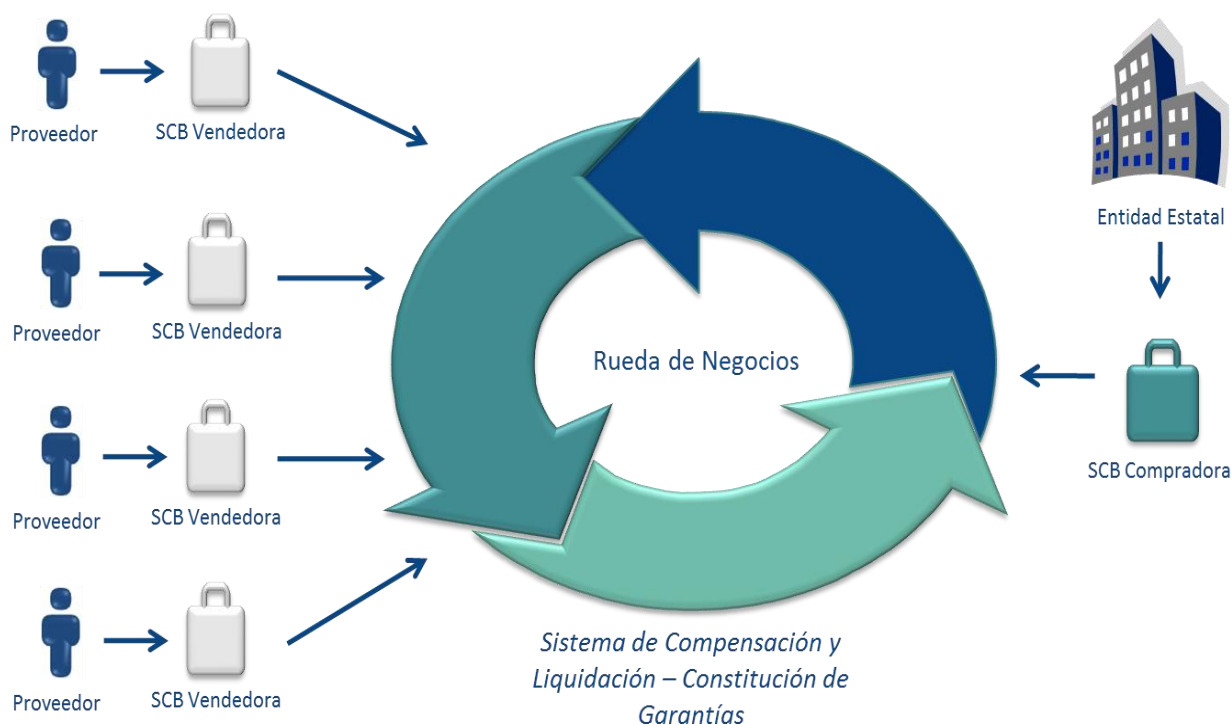 Proveedor
SCB Vendedora
Proveedor
SCB Vendedora
Proveedor
SCB Vendedora
Proveedor
SCB Vendedora
Rueda de Negocios
Sistema de Compensación y
Liquidación – Constitución de
Garantías
Entidad Estatal
SCB Compradora